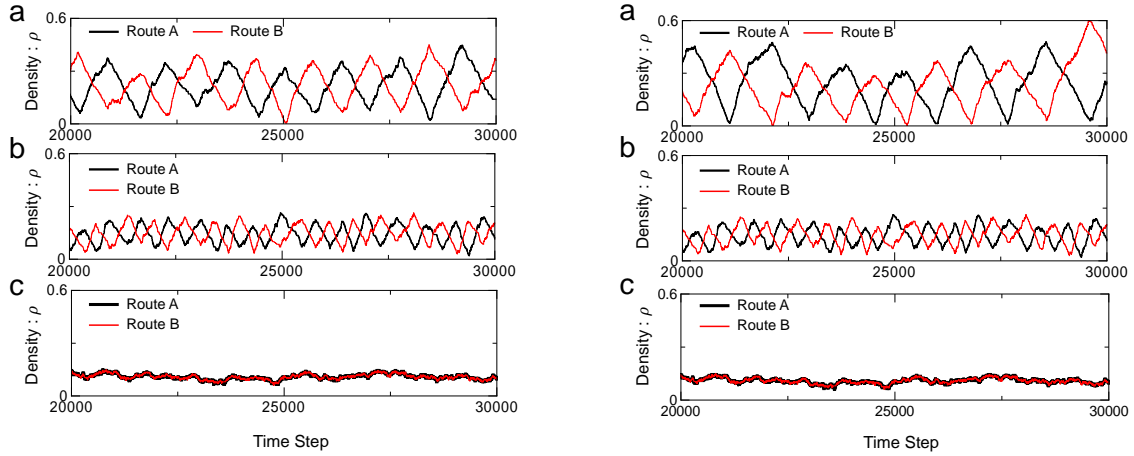 a
0.6
Route A
Route B
Density : ρ
0
20000
25000
30000
b
0.6
Route A
Route B
Density : ρ
0
20000
25000
30000
c
0.6
Route A
Route B
Density : ρ
0
20000
25000
30000
Time Step
a
0.6
Route A
Route B
Density : ρ
0
20000
25000
30000
b
0.6
Route A
Route B
Density : ρ
0
20000
25000
30000
c
0.6
Route A
Route B
Density : ρ
0
20000
25000
30000
Time Step